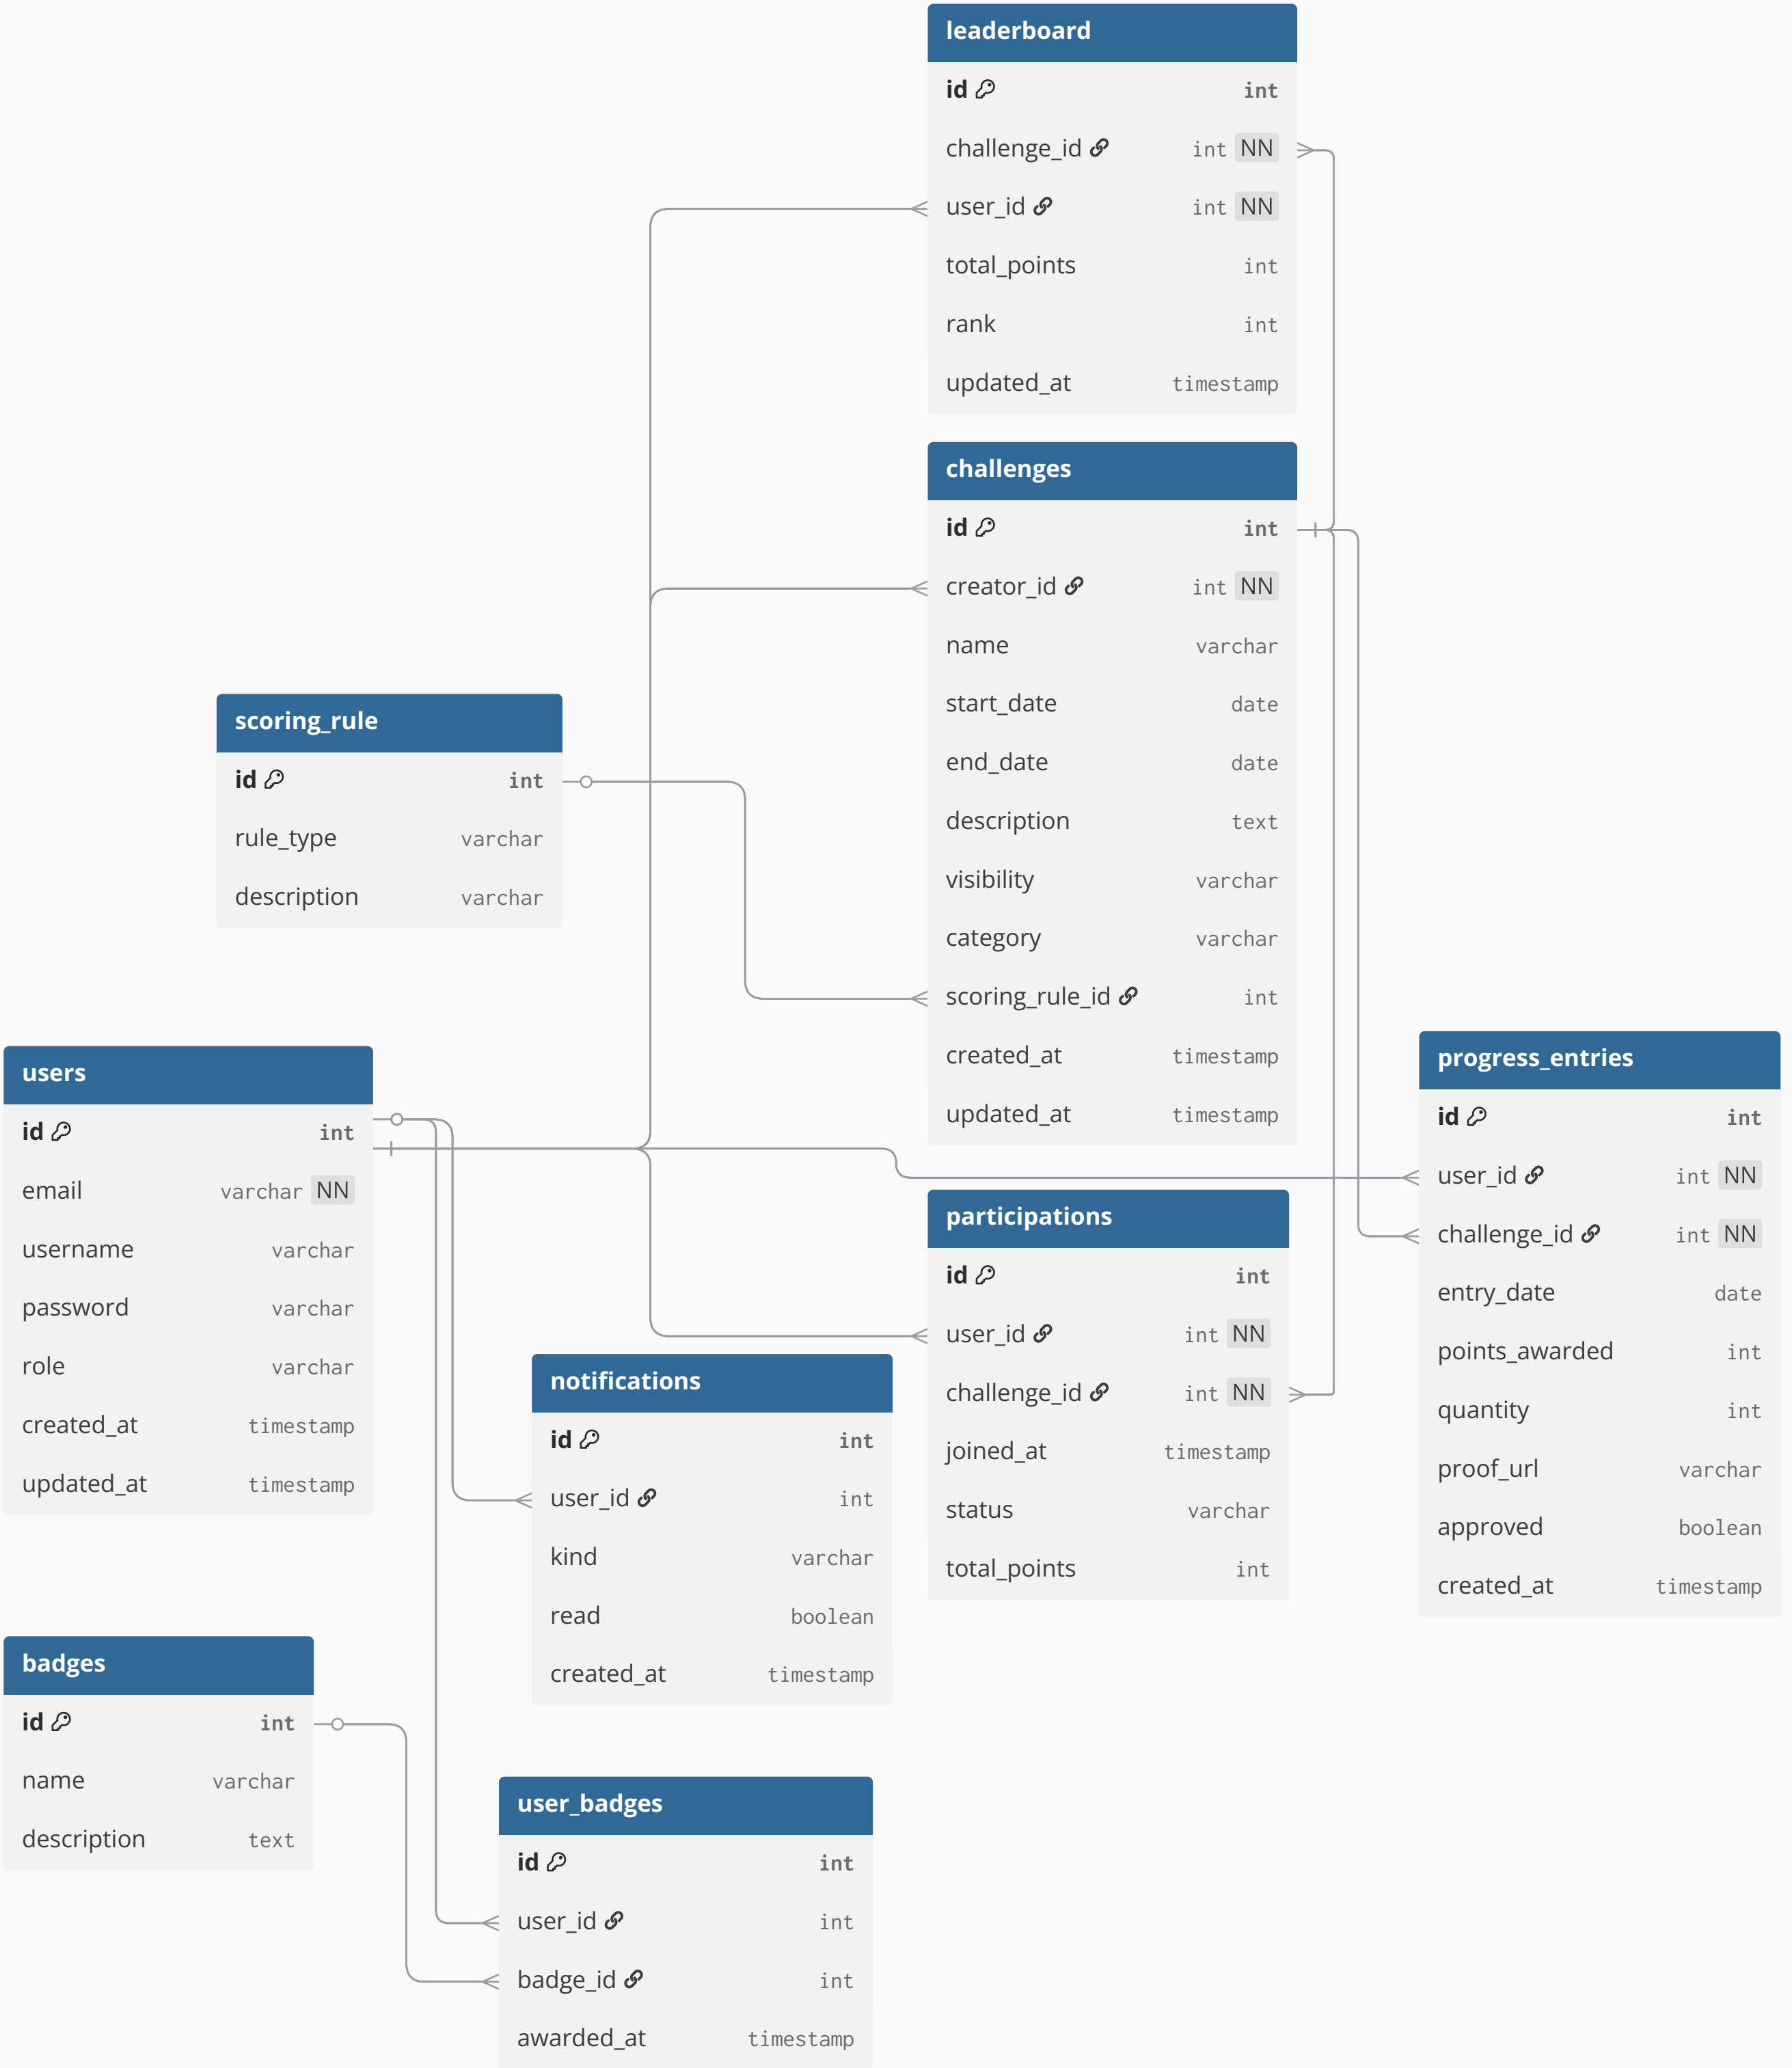 leaderboard
id int
challenge_id int NN
user_id int NN
total_points int
rank int
updated_at timestamp
challenges
id int
creator_id int NN
name varchar
start_date date
end_date date
description text
visibility varchar
category varchar
scoring_rule_id int
created_at timestamp
updated_at timestamp
scoring_rule
id int
rule_type varchar
description varchar
users
id int
email varchar NN
username varchar
password varchar
role varchar
created_at timestamp
updated_at timestamp
progress_entries
id int
user_id int NN
challenge_id int NN
entry_date date
points_awarded int
quantity int
proof_url varchar
approved boolean
created_at timestamp
participations
id int
user_id int NN
challenge_id int NN
joined_at timestamp
status varchar
total_points int
notifications
id int
user_id int
kind varchar
read boolean
created_at timestamp
badges
id int
name varchar
description text
user_badges
id int
user_id int
badge_id int
awarded_at timestamp